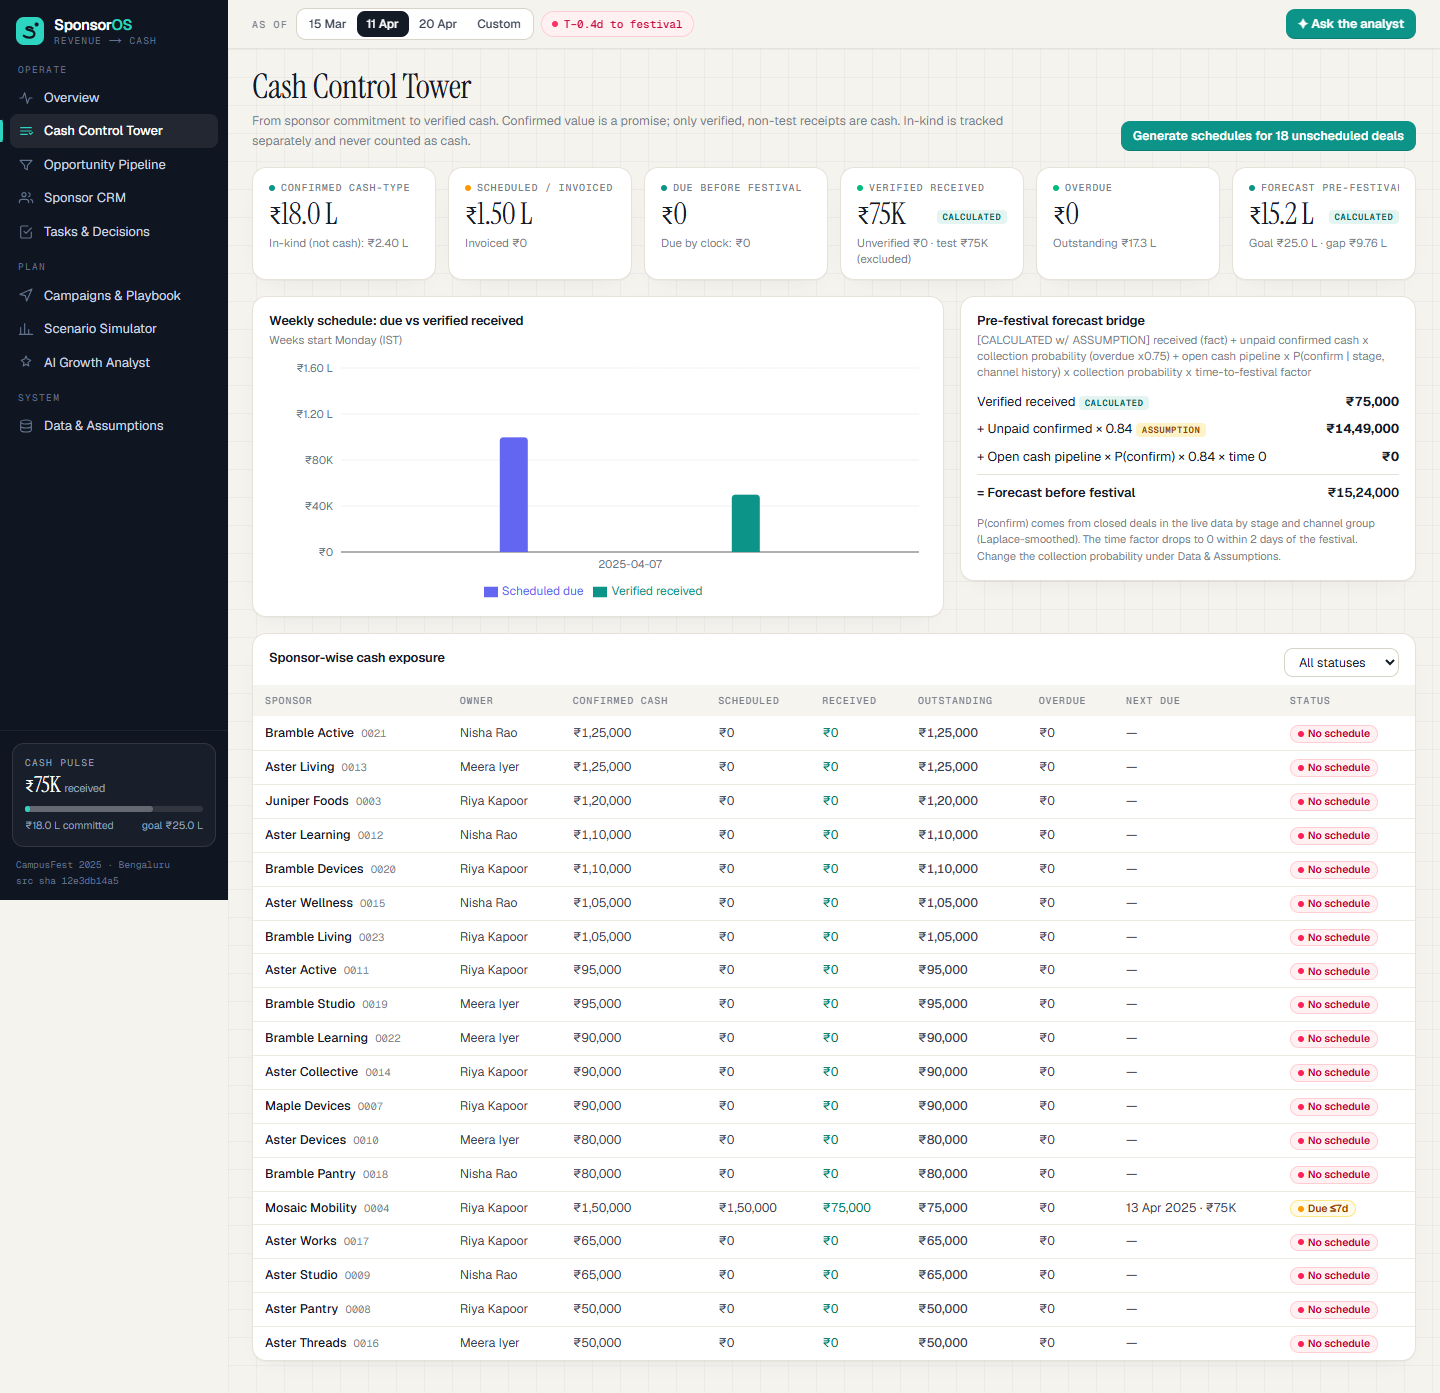 SponsorOS
REVENUE → CASH
OPERATE
Overview
Cash Control Tower
Opportunity Pipeline
Sponsor CRM
Tasks & Decisions
PLAN
Campaigns & Playbook
Scenario Simulator
AI Growth Analyst
SYSTEM
Data & Assumptions
CASH PULSE
₹75K received
₹18.0 L committed goal ₹25.0 L
CampusFest 2025 · Bengaluru
src sha 12e3db14a5
AS OF 15 Mar 11 Apr 20 Apr Custom T-0.4d to festival
✦ Ask the analyst
Cash Control Tower
From sponsor commitment to verified cash. Confirmed value is a promise; only verified, non-test receipts are cash. In-kind is tracked
separately and never counted as cash.
Generate schedules for 18 unscheduled deals
CONFIRMED CASH-TYPE
₹18.0 L
In-kind (not cash): ₹2.40 L
SCHEDULED / INVOICED
₹1.50 L
Invoiced ₹0
DUE BEFORE FESTIVAL
₹0
Due by clock: ₹0
VERIFIED RECEIVED
₹75K CALCULATED
Unverified ₹0 · test ₹75K
(excluded)
OVERDUE
₹0
Outstanding ₹17.3 L
FORECAST PRE-FESTIVAL
₹15.2 L CALCULATED
Goal ₹25.0 L · gap ₹9.76 L
Weekly schedule: due vs verified received
Weeks start Monday (IST)
₹1.60 L
₹1.20 L
₹80K
₹40K
₹0
2025-04-07
Scheduled due Verified received
Pre-festival forecast bridge
[CALCULATED w/ ASSUMPTION] received (fact) + unpaid confirmed cash x
collection probability (overdue x0.75) + open cash pipeline x P(confirm | stage,
channel history) x collection probability x time-to-festival factor
Verified received CALCULATED ₹75,000
+ Unpaid confirmed × 0.84 ASSUMPTION ₹14,49,000
+ Open cash pipeline × P(confirm) × 0.84 × time 0 ₹0
= Forecast before festival ₹15,24,000
P(confirm) comes from closed deals in the live data by stage and channel group
(Laplace-smoothed). The time factor drops to 0 within 2 days of the festival.
Change the collection probability under Data & Assumptions.
Sponsor-wise cash exposure
All statuses
SPONSOR OWNER CONFIRMED CASH SCHEDULED RECEIVED OUTSTANDING OVERDUE NEXT DUE STATUS
Bramble Active O021 Nisha Rao ₹1,25,000 ₹0 ₹0 ₹1,25,000 ₹0 — No schedule
Aster Living O013 Meera Iyer ₹1,25,000 ₹0 ₹0 ₹1,25,000 ₹0 — No schedule
Juniper Foods O003 Riya Kapoor ₹1,20,000 ₹0 ₹0 ₹1,20,000 ₹0 — No schedule
Aster Learning O012 Nisha Rao ₹1,10,000 ₹0 ₹0 ₹1,10,000 ₹0 — No schedule
Bramble Devices O020 Riya Kapoor ₹1,10,000 ₹0 ₹0 ₹1,10,000 ₹0 — No schedule
Aster Wellness O015 Nisha Rao ₹1,05,000 ₹0 ₹0 ₹1,05,000 ₹0 — No schedule
Bramble Living O023 Riya Kapoor ₹1,05,000 ₹0 ₹0 ₹1,05,000 ₹0 — No schedule
Aster Active O011 Riya Kapoor ₹95,000 ₹0 ₹0 ₹95,000 ₹0 — No schedule
Bramble Studio O019 Meera Iyer ₹95,000 ₹0 ₹0 ₹95,000 ₹0 — No schedule
Bramble Learning O022 Meera Iyer ₹90,000 ₹0 ₹0 ₹90,000 ₹0 — No schedule
Aster Collective O014 Riya Kapoor ₹90,000 ₹0 ₹0 ₹90,000 ₹0 — No schedule
Maple Devices O007 Riya Kapoor ₹90,000 ₹0 ₹0 ₹90,000 ₹0 — No schedule
Aster Devices O010 Meera Iyer ₹80,000 ₹0 ₹0 ₹80,000 ₹0 — No schedule
Bramble Pantry O018 Nisha Rao ₹80,000 ₹0 ₹0 ₹80,000 ₹0 — No schedule
Mosaic Mobility O004 Riya Kapoor ₹1,50,000 ₹1,50,000 ₹75,000 ₹75,000 ₹0 13 Apr 2025 · ₹75K Due ≤7d
Aster Works O017 Riya Kapoor ₹65,000 ₹0 ₹0 ₹65,000 ₹0 — No schedule
Aster Studio O009 Nisha Rao ₹65,000 ₹0 ₹0 ₹65,000 ₹0 — No schedule
Aster Pantry O008 Riya Kapoor ₹50,000 ₹0 ₹0 ₹50,000 ₹0 — No schedule
Aster Threads O016 Meera Iyer ₹50,000 ₹0 ₹0 ₹50,000 ₹0 — No schedule